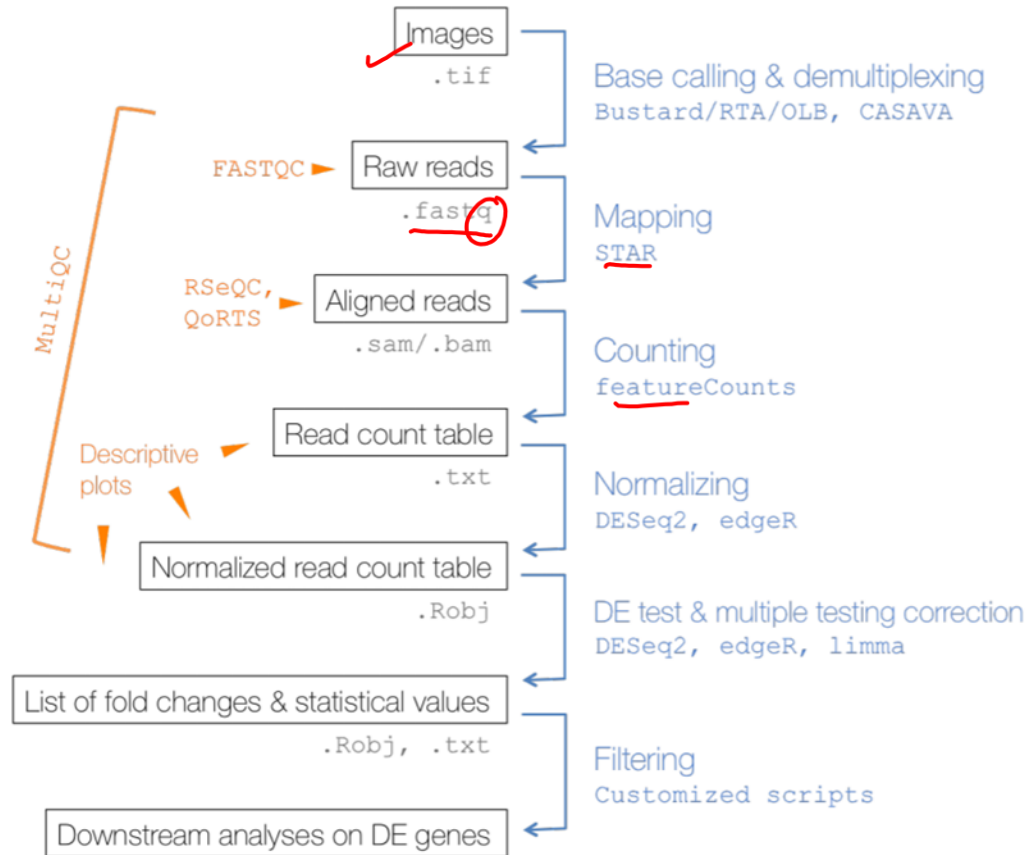 Images
.tif
Base calling & demultiplexing
Bustard/RTA/OLB, CASAVA
FASTQC
Raw reads
.fastq
Mapping
STAR
MultiQC
RSeQC,
QoRTS
Aligned reads
.sam/.bam
Counting
featureCounts
Read count table
.txt
Descriptive
plots
Normalizing
DESeq2, edgeR
Normalized read count table
.Robj
DE test & multiple testing correction
DESeq2, edgeR, limma
List of fold changes & statistical values
.Robj, .txt
Filtering
Customized scripts
Downstream analyses on DE genes